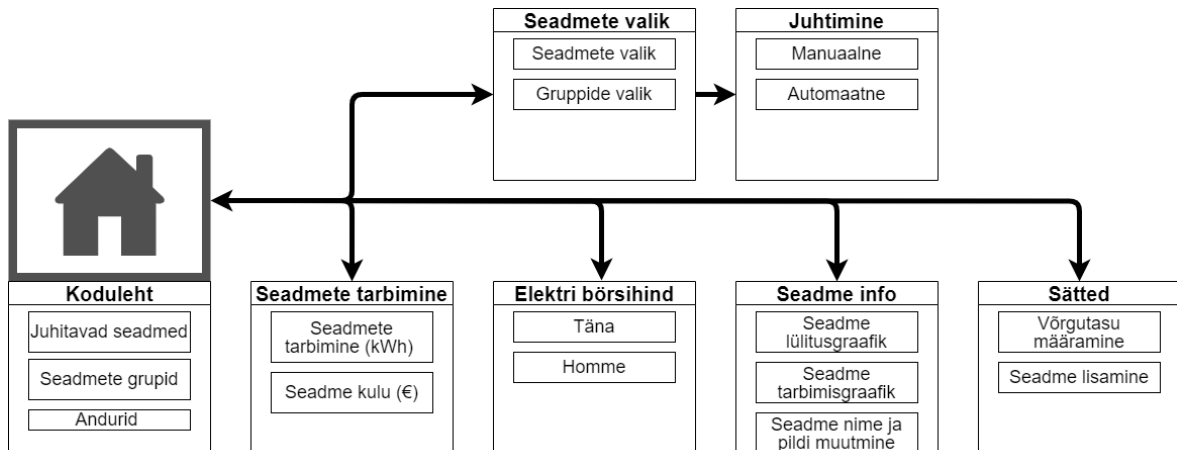 Seadmete valik
Seadmete valik
Gruppide valik
Juhtimine
Manuaalne
Automaatne
Koduleht
Juhitavad seadmed
Seadmete grupid
Andurid
Seadmete tarbimine
Seadmete
tarbimine (kWh)
Seadme kulu (€)
Elektri börsihind
Täna
Homme
Seadme info
Seadme
lülitusgraafik
Seadme
tarbimisgraafik
Seadme nime ja
pildi muutmine
Sätted
Võrgutasu
määramine
Seadme lisamine